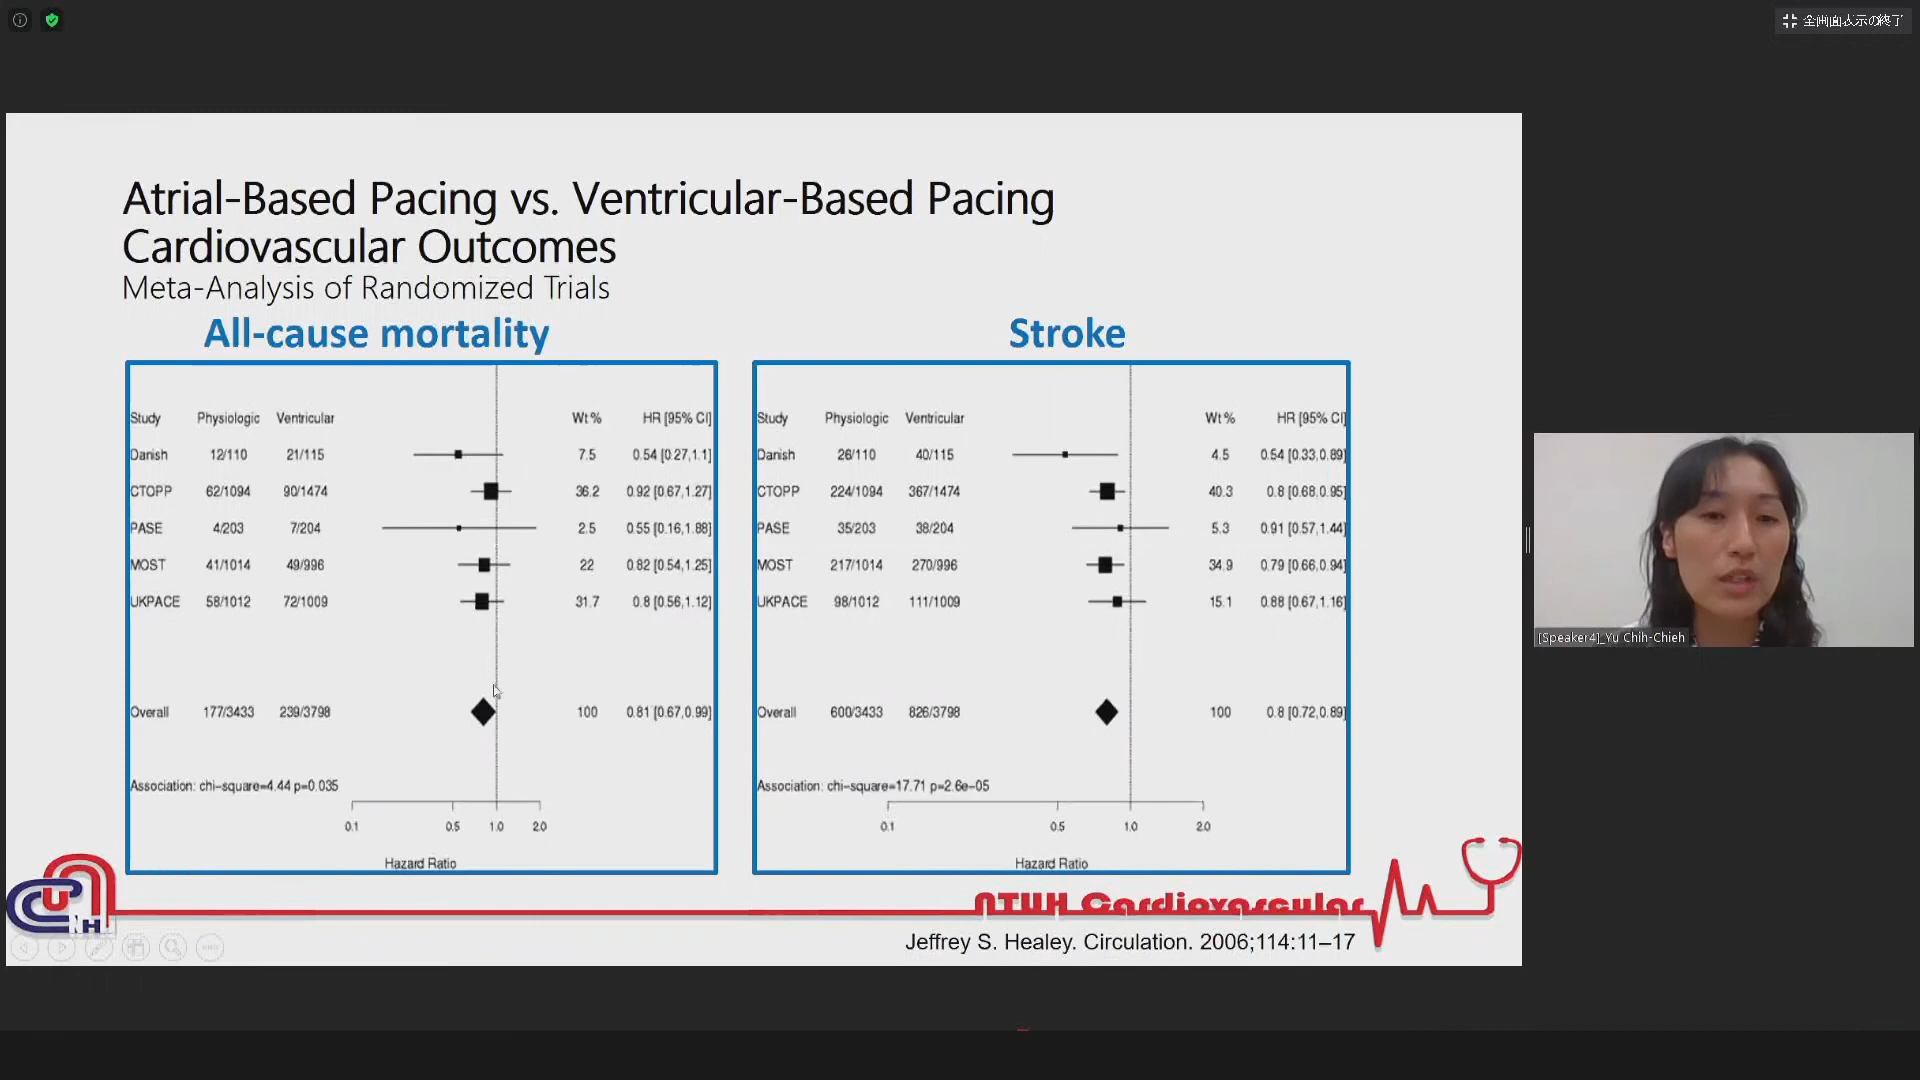 全画面表示の終了
Atrial-Based Pacing vs. Ventricular-Based Pacing
Cardiovascular Outcomes
Meta-Analysis of Randomized Trials
All-cause mortality
Study Physiologic Ventricular Wt % HR [95% CI]
Danish 12/110 21/115 7.5 0.54 [0.27,1.1]
CTOPP 62/1094 90/1474 36.2 0.92 [0.67,1.27]
PASE 4/203 7/204 2.5 0.55 [0.16,1.88]
MOST 41/1014 49/996 22 0.82 [0.54,1.25]
UKPACE 58/1012 72/1009 31.7 0.8 [0.56,1.12]
Overall 177/3433 239/3798 100 0.81 [0.67,0.99]
Association: chi-square=4.44 p=0.035
0.1 0.5 1.0 2.0
Hazard Ratio
Stroke
Study Physiologic Ventricular Wt % HR [95% CI]
Danish 26/110 40/115 4.5 0.54 [0.33,0.89]
CTOPP 224/1094 367/1474 40.3 0.8 [0.68,0.95]
PASE 35/203 38/204 5.3 0.91 [0.57,1.44]
MOST 217/1014 270/996 34.9 0.79 [0.66,0.94]
UKPACE 98/1012 111/1009 15.1 0.88 [0.67,1.16]
Overall 600/3433 826/3798 100 0.8 [0.72,0.89]
Association: chi-square=17.71 p=2.6e-05
0.1 0.5 1.0 2.0
Hazard Ratio
[Speaker4]_Yu Chih-Chieh
NTUH Cardiovascular
Jeffrey S. Healey. Circulation. 2006;114:11–17